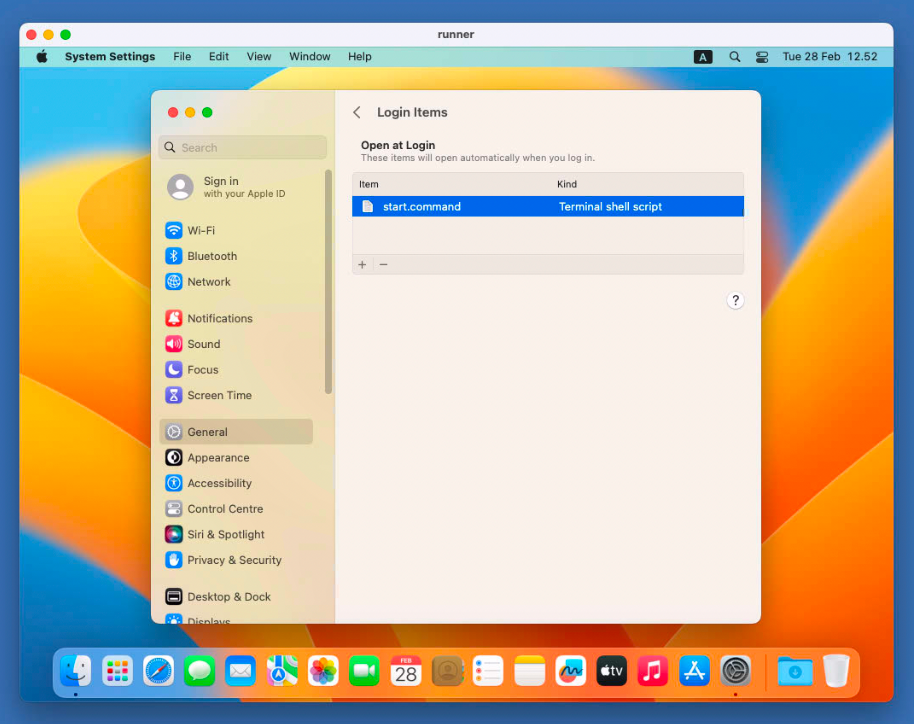 runner
System Settings File Edit View Window Help A Tue 28 Feb 12.52
Login Items
Search
Open at Login
These items will open automatically when you log in.
Sign in
with your Apple ID
Item Kind
start.command Terminal shell script
+ −
?
Wi-Fi
Bluetooth
Network
Notifications
Sound
Focus
Screen Time
General
Appearance
Accessibility
Control Centre
Siri & Spotlight
Privacy & Security
Desktop & Dock
Displays
FEB
28
tv